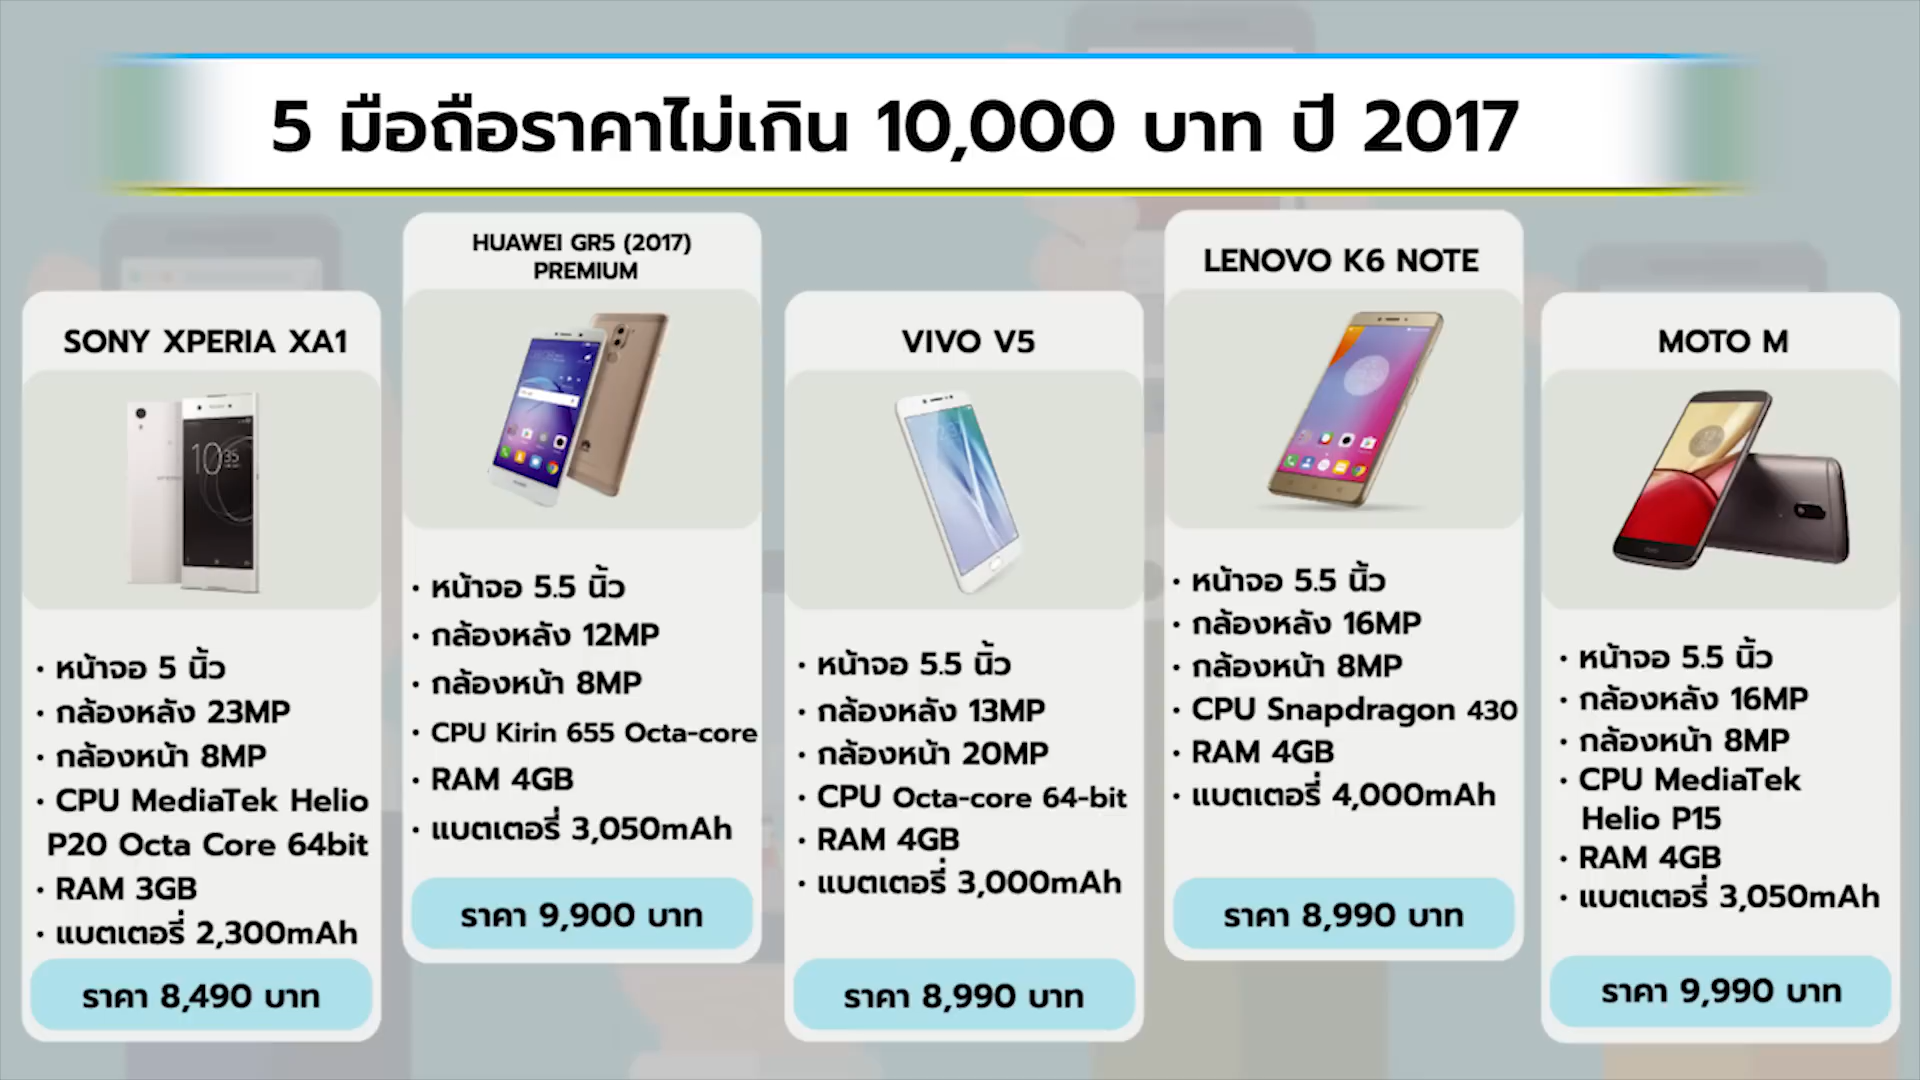 5 มือถือราคาไม่เกิน 10,000 บาท ปี 2017
SONY XPERIA XA1
· หน้าจอ 5 นิ้ว
· กล้องหลัง 23MP
· กล้องหน้า 8MP
· CPU MediaTek Helio
P20 Octa Core 64bit
· RAM 3GB
· แบตเตอรี่ 2,300mAh
ราคา 8,490 บาท
HUAWEI GR5 (2017)
PREMIUM
· หน้าจอ 5.5 นิ้ว
· กล้องหลัง 12MP
· กล้องหน้า 8MP
· CPU Kirin 655 Octa-core
· RAM 4GB
· แบตเตอรี่ 3,050mAh
ราคา 9,900 บาท
VIVO V5
· หน้าจอ 5.5 นิ้ว
· กล้องหลัง 13MP
· กล้องหน้า 20MP
· CPU Octa-core 64-bit
· RAM 4GB
· แบตเตอรี่ 3,000mAh
ราคา 8,990 บาท
LENOVO K6 NOTE
· หน้าจอ 5.5 นิ้ว
· กล้องหลัง 16MP
· กล้องหน้า 8MP
· CPU Snapdragon 430
· RAM 4GB
· แบตเตอรี่ 4,000mAh
ราคา 8,990 บาท
MOTO M
· หน้าจอ 5.5 นิ้ว
· กล้องหลัง 16MP
· กล้องหน้า 8MP
· CPU MediaTek
Helio P15
· RAM 4GB
· แบตเตอรี่ 3,050mAh
ราคา 9,990 บาท